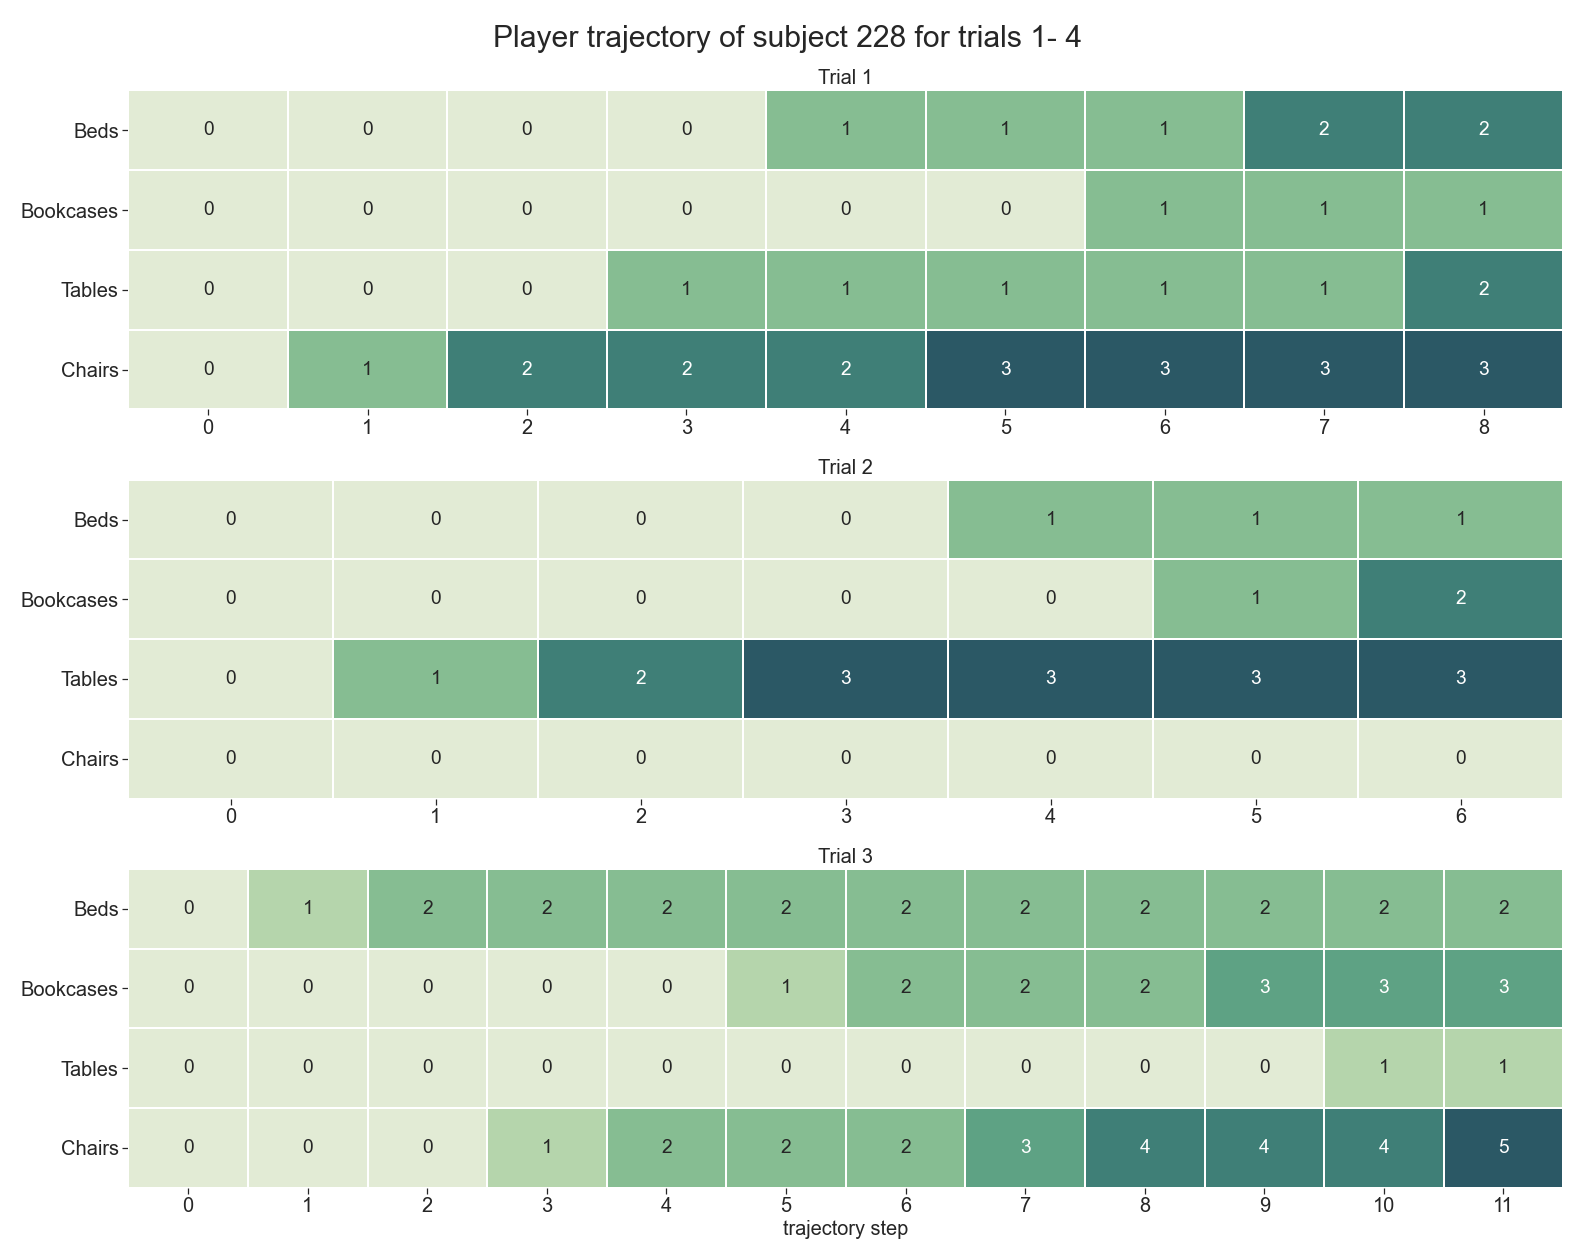 Player trajectory of subject 228 for trials 1- 4
Trial 1
Beds 0 0 0 0 1 1 1 2 2
Bookcases 0 0 0 0 0 0 1 1 1
Tables 0 0 0 1 1 1 1 1 2
Chairs 0 1 2 2 2 3 3 3 3
0 1 2 3 4 5 6 7 8
Trial 2
Beds 0 0 0 0 1 1 1
Bookcases 0 0 0 0 0 1 2
Tables 0 1 2 3 3 3 3
Chairs 0 0 0 0 0 0 0
0 1 2 3 4 5 6
Trial 3
Beds 0 1 2 2 2 2 2 2 2 2 2 2
Bookcases 0 0 0 0 0 1 2 2 2 3 3 3
Tables 0 0 0 0 0 0 0 0 0 0 1 1
Chairs 0 0 0 1 2 2 2 3 4 4 4 5
0 1 2 3 4 5 6 7 8 9 10 11
trajectory step